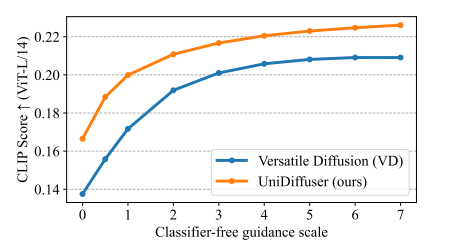 CLIP Score ↑ (ViT-L/14)
0.22
0.20
0.18
0.16
0.14
Versatile Diffusion (VD)
UniDiffuser (ours)
0 1 2 3 4 5 6 7
Classifier-free guidance scale